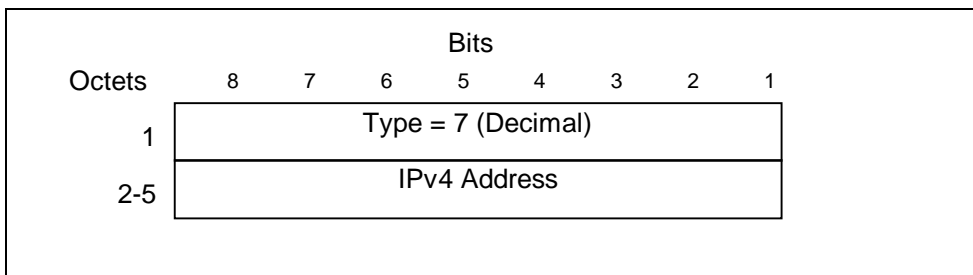 Bits
Octets 8 7 6 5 4 3 2 1
1 Type = 7 (Decimal)
2-5 IPv4 Address